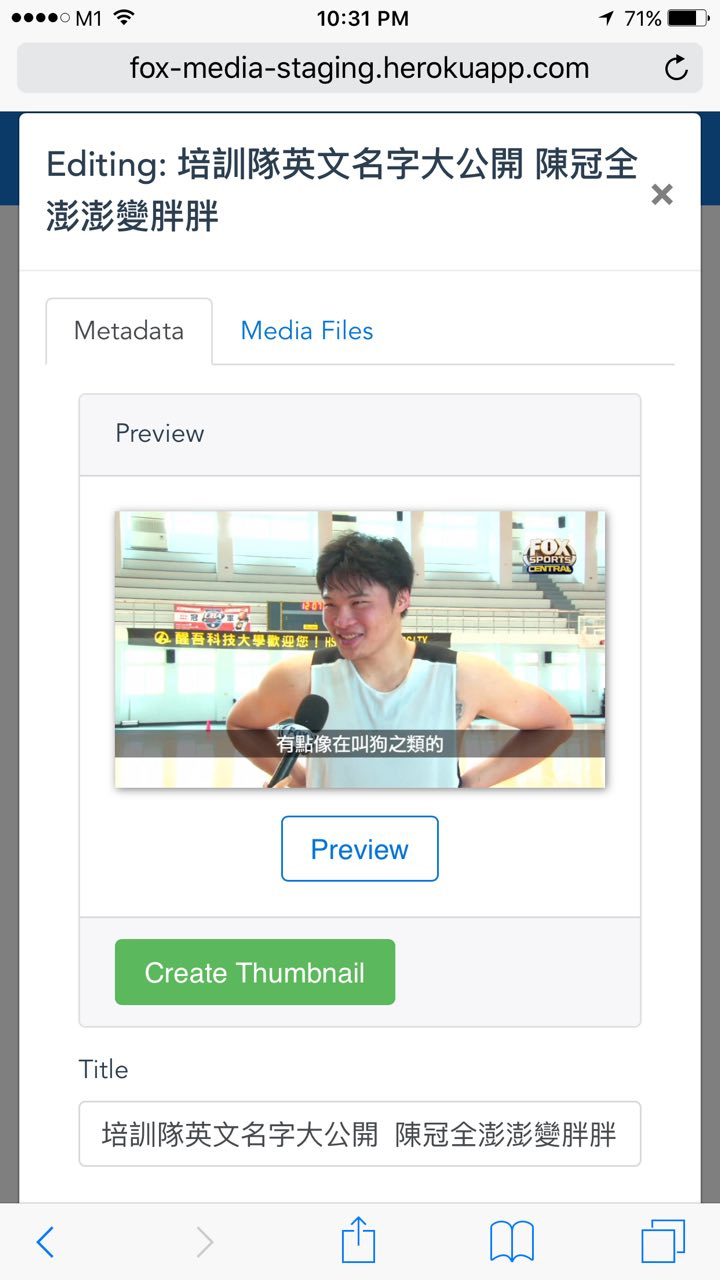 M1
10:31 PM
71%
fox-media-staging.herokuapp.com
Editing: 培訓隊英文名字大公開 陳冠全
澎澎變胖胖
Metadata
Media Files
Preview
FOX
SPORTS
CENTRAL
12:07
冠軍
醒吾科技大學歡迎您！
有點像在叫狗之類的
Preview
Create Thumbnail
Title
培訓隊英文名字大公開 陳冠全澎澎變胖胖